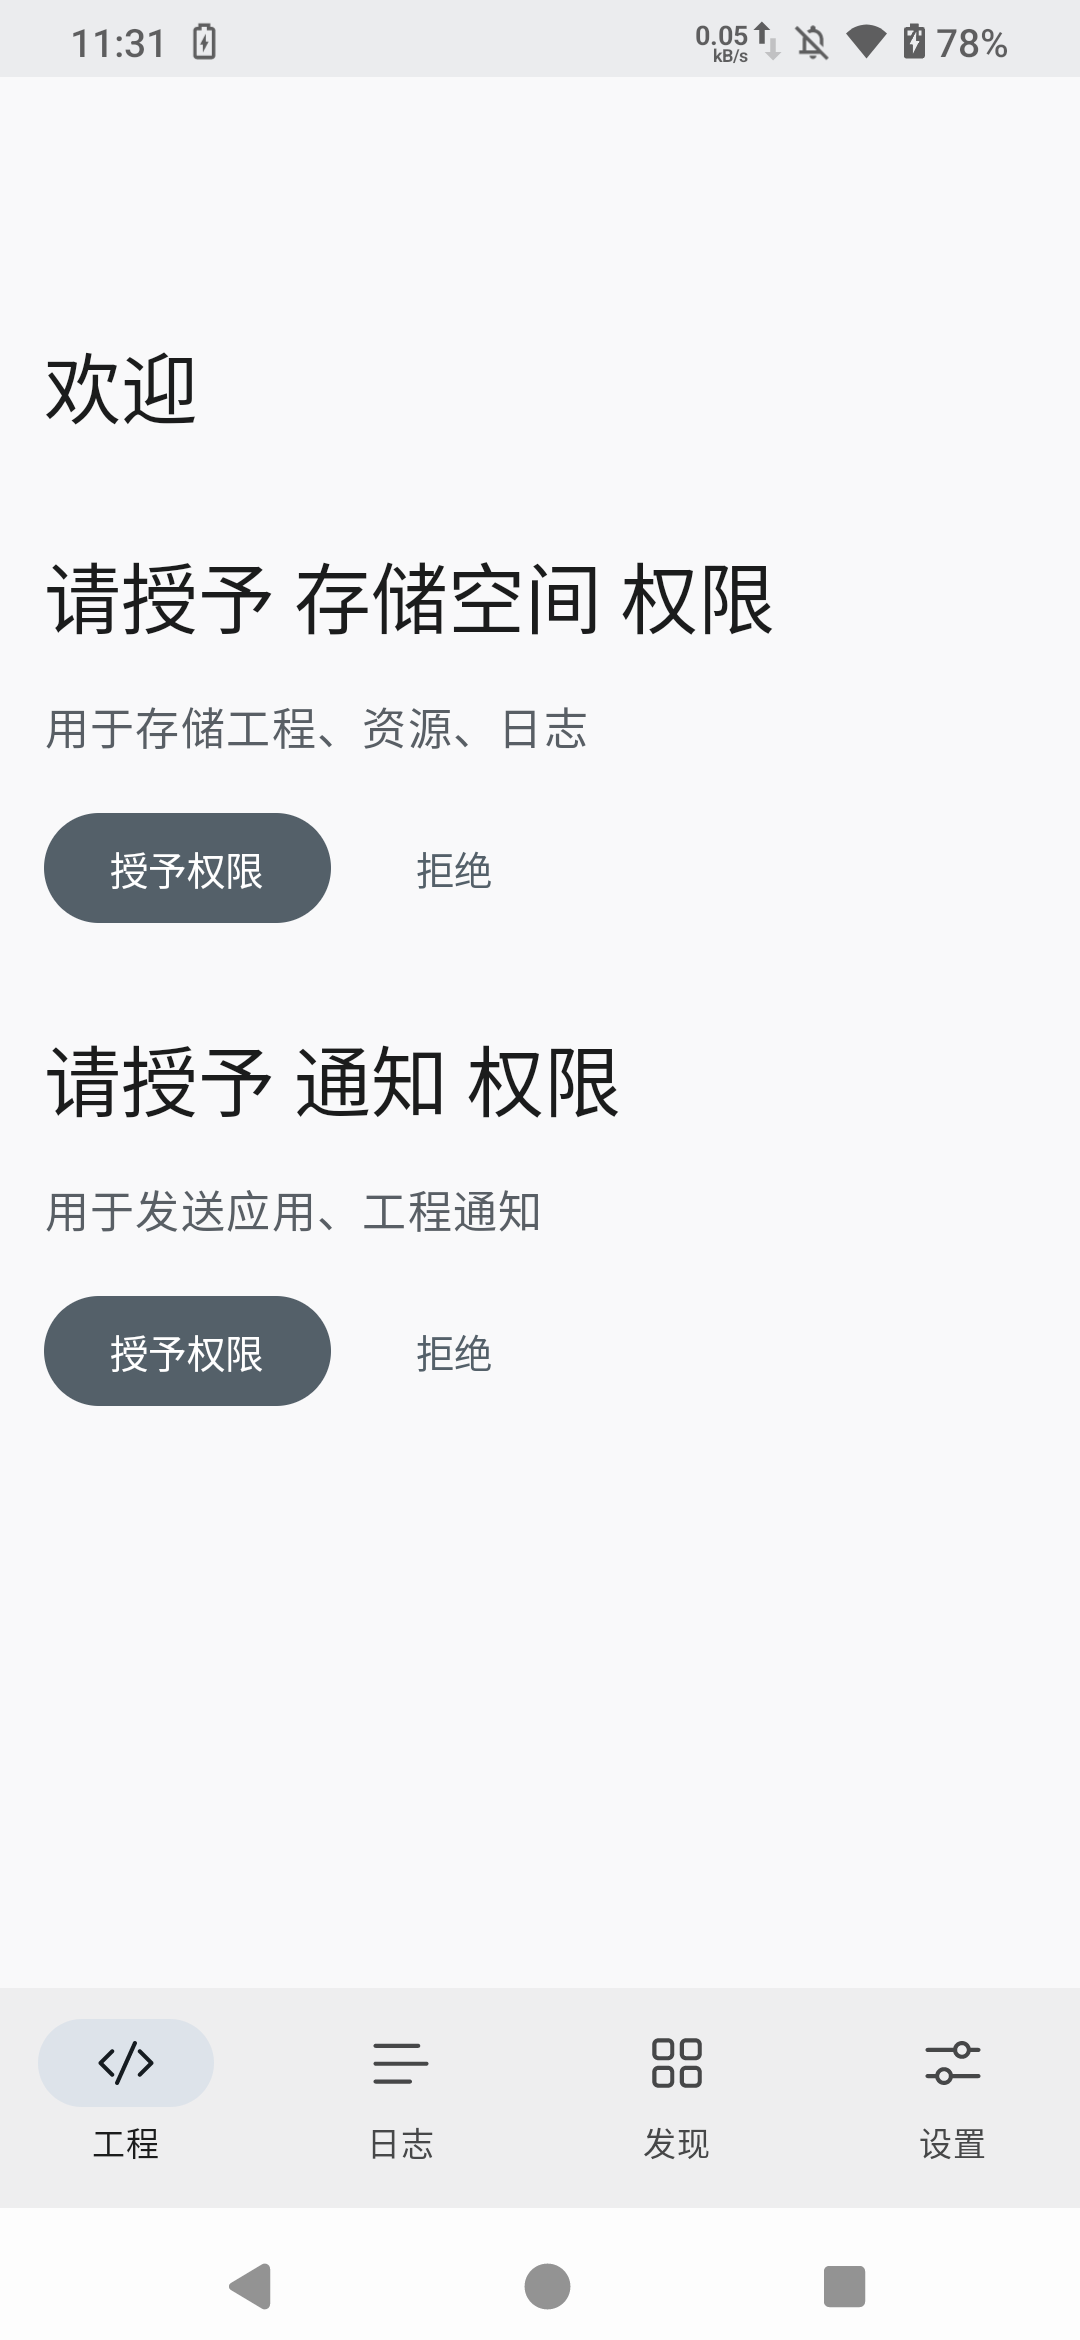 11:31
0.05
kB/s
78%
欢迎
请授予 存储空间 权限
用于存储工程、资源、日志
授予权限
拒绝
请授予 通知 权限
用于发送应用、工程通知
授予权限
拒绝
工程
日志
发现
设置